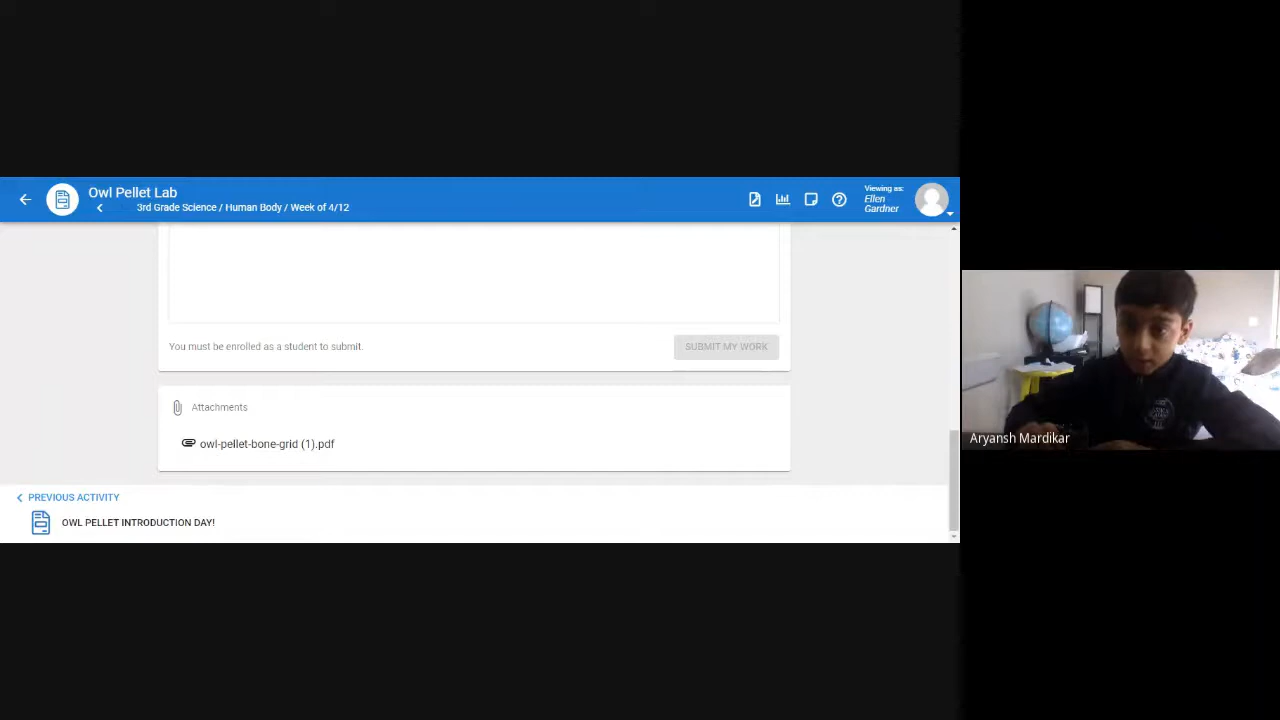 Owl Pellet Lab
3rd Grade Science / Human Body / Week of 4/12
Viewing as:
Ellen
Gardner
You must be enrolled as a student to submit.
SUBMIT MY WORK
Attachments
owl-pellet-bone-grid (1).pdf
PREVIOUS ACTIVITY
OWL PELLET INTRODUCTION DAY!
Aryansh Mardikar